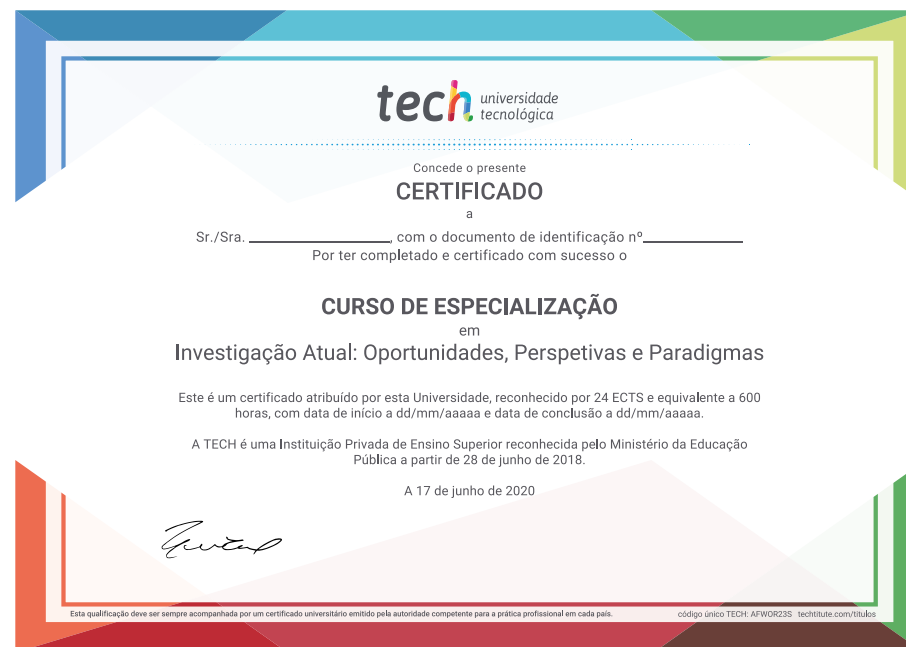 tech universidade
tecnológica
Concede o presente
CERTIFICADO
a
Sr./Sra. ____________, com o documento de identificação nº____________
Por ter completado e certificado com sucesso o
CURSO DE ESPECIALIZAÇÃO
em
Investigação Atual: Oportunidades, Perspetivas e Paradigmas
Este é um certificado atribuído por esta Universidade, reconhecido por 24 ECTS e equivalente a 600
horas, com data de início a dd/mm/aaaaa e data de conclusão a dd/mm/aaaaa.
A TECH é uma Instituição Privada de Ensino Superior reconhecida pelo Ministério da Educação
Pública a partir de 28 de junho de 2018.
A 17 de junho de 2020
Esta qualificação deve ser sempre acompanhada por um certificado universitário emitido pela autoridade competente para a prática profissional em cada país.
código único TECH: AFWOR23S techtitute.com/titulos